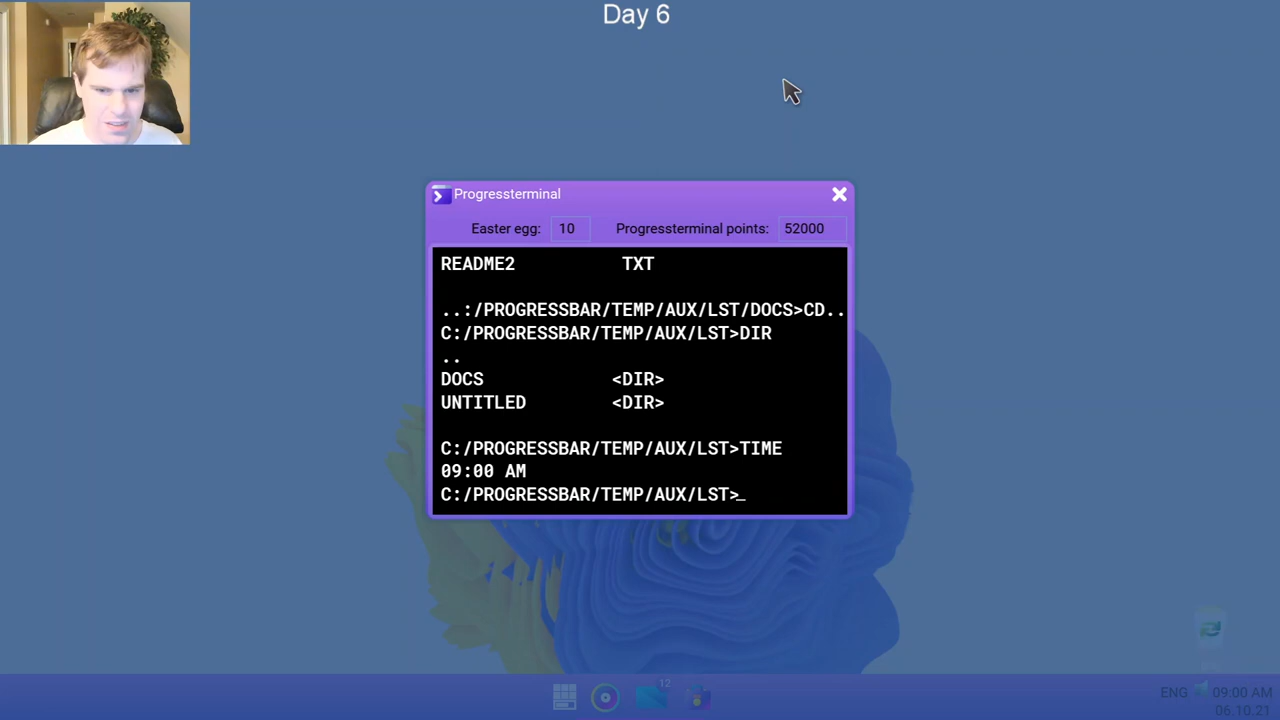 Day 6
Progressterminal
Easter egg: 10 Progressterminal points: 52000
README2 TXT
..:/PROGRESSBAR/TEMP/AUX/LST/DOCS>CD..
C:/PROGRESSBAR/TEMP/AUX/LST>DIR
..
DOCS <DIR>
UNTITLED <DIR>
C:/PROGRESSBAR/TEMP/AUX/LST>TIME
09:00 AM
C:/PROGRESSBAR/TEMP/AUX/LST>_
12
ENG 09:00 AM
06.10.21